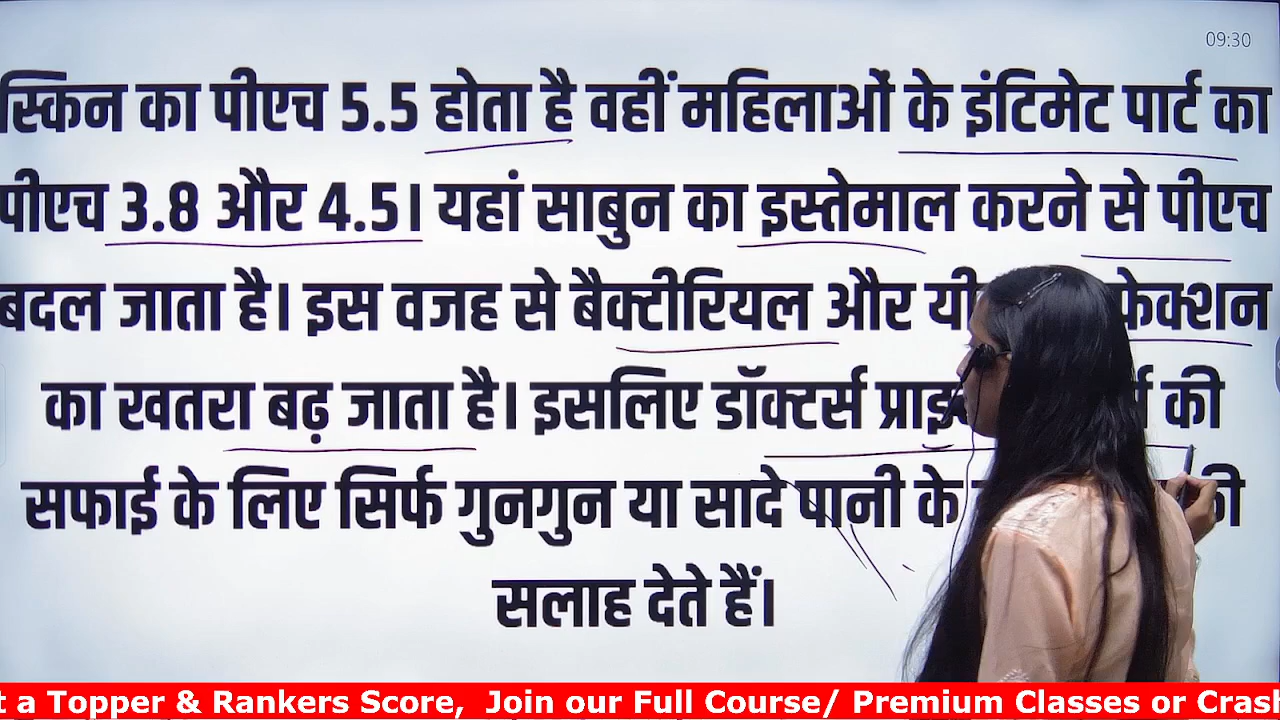 09:30
स्किन का पीएच 5.5 होता है वहीं महिलाओं के इंटिमेट पार्ट का
पीएच 3.8 और 4.5। यहां साबुन का इस्तेमाल करने से पीएच
बदल जाता है। इस वजह से बैक्टीरियल और
का खतरा बढ़ जाता है। इसलिए डॉक्टर्स की
सफाई के लिए सिर्फ गुनगुन या सादे पानी के
सलाह देते हैं।
t a Topper & Rankers Score, Join our Full Course/ Premium Classes or Crash